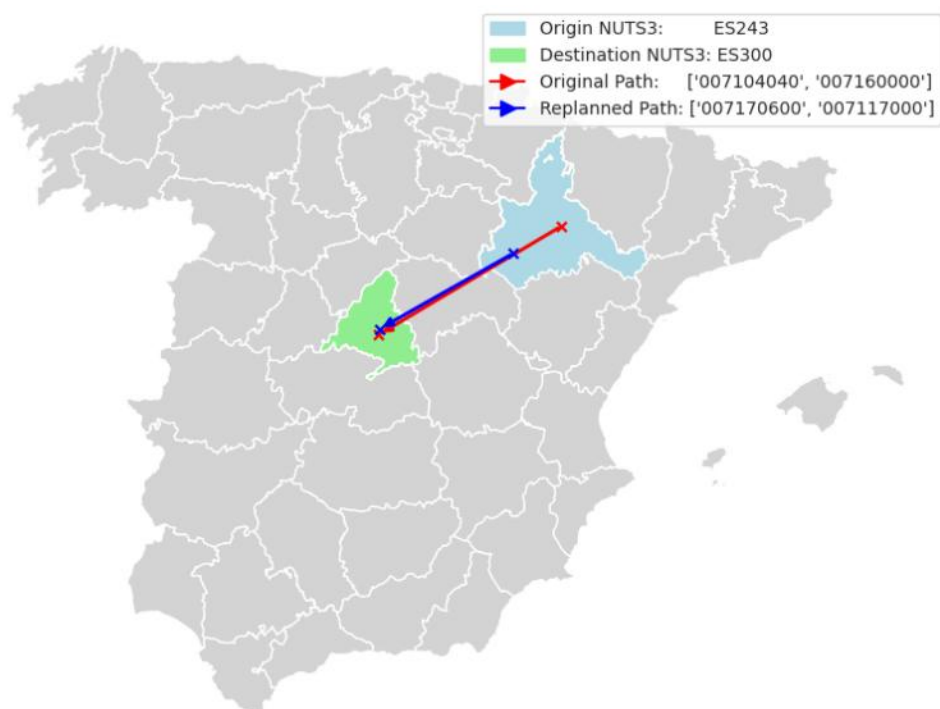 Origin NUTS3: ES243
Destination NUTS3: ES300
Original Path: ['007104040', '007160000']
Replanned Path: ['007170600', '007117000']